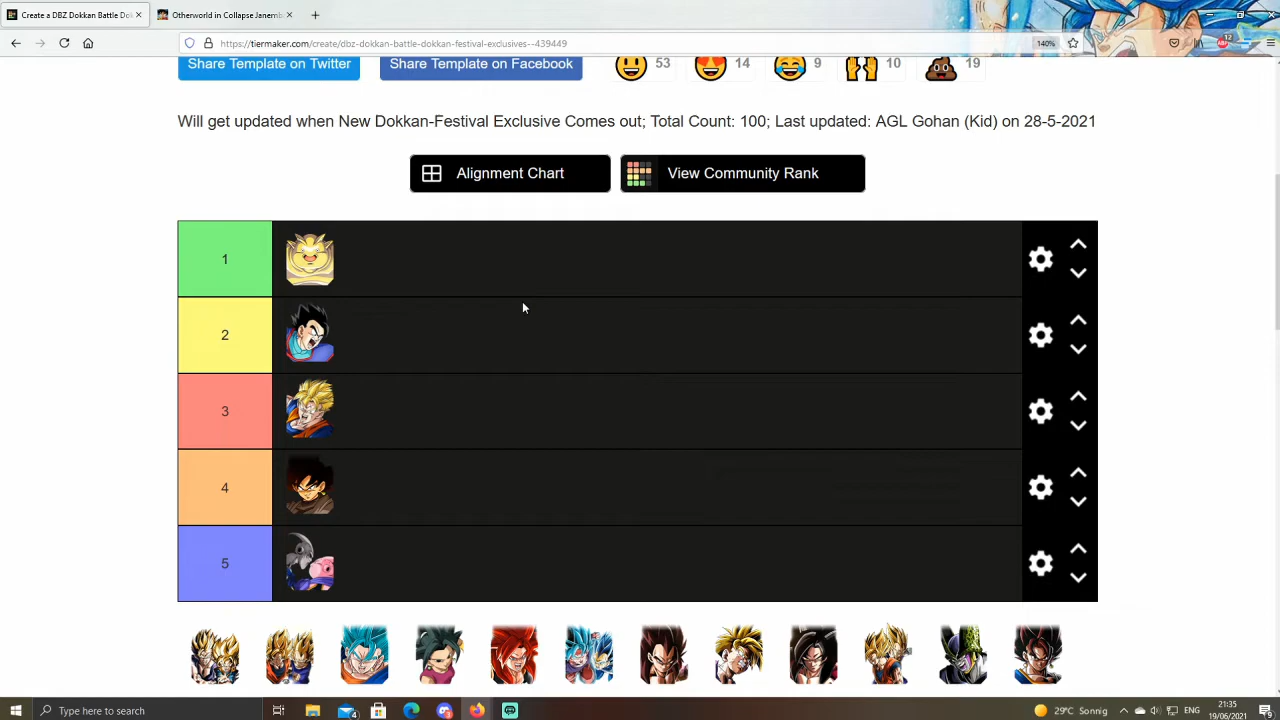 Create a DBZ Dokkan Battle Dok
Otherworld in Collapse Janemb
https://tiermaker.com/create/dbz-dokkan-battle-dokkan-festival-exclusives--439449
140%
12
Share Template on Twitter
Share Template on Facebook
53
14
9
10
19
Will get updated when New Dokkan-Festival Exclusive Comes out; Total Count: 100; Last updated: AGL Gohan (Kid) on 28-5-2021
Alignment Chart
View Community Rank
1
2
3
4
5
Type here to search
4
29°C Sonnig
ENG
21:35
19/06/2021